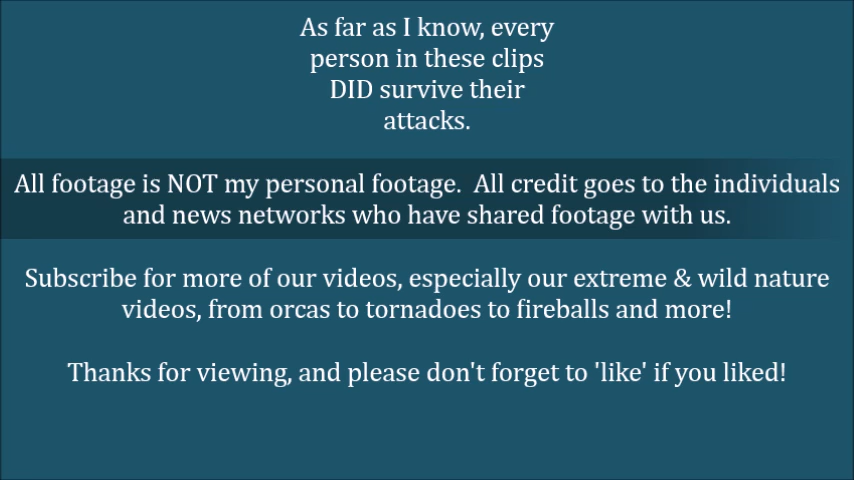 As far as I know, every
person in these clips
DID survive their
attacks.
All footage is NOT my personal footage.  All credit goes to the individuals
and news networks who have shared footage with us.
Subscribe for more of our videos, especially our extreme & wild nature
videos, from orcas to tornadoes to fireballs and more!
Thanks for viewing, and please don't forget to 'like' if you liked!